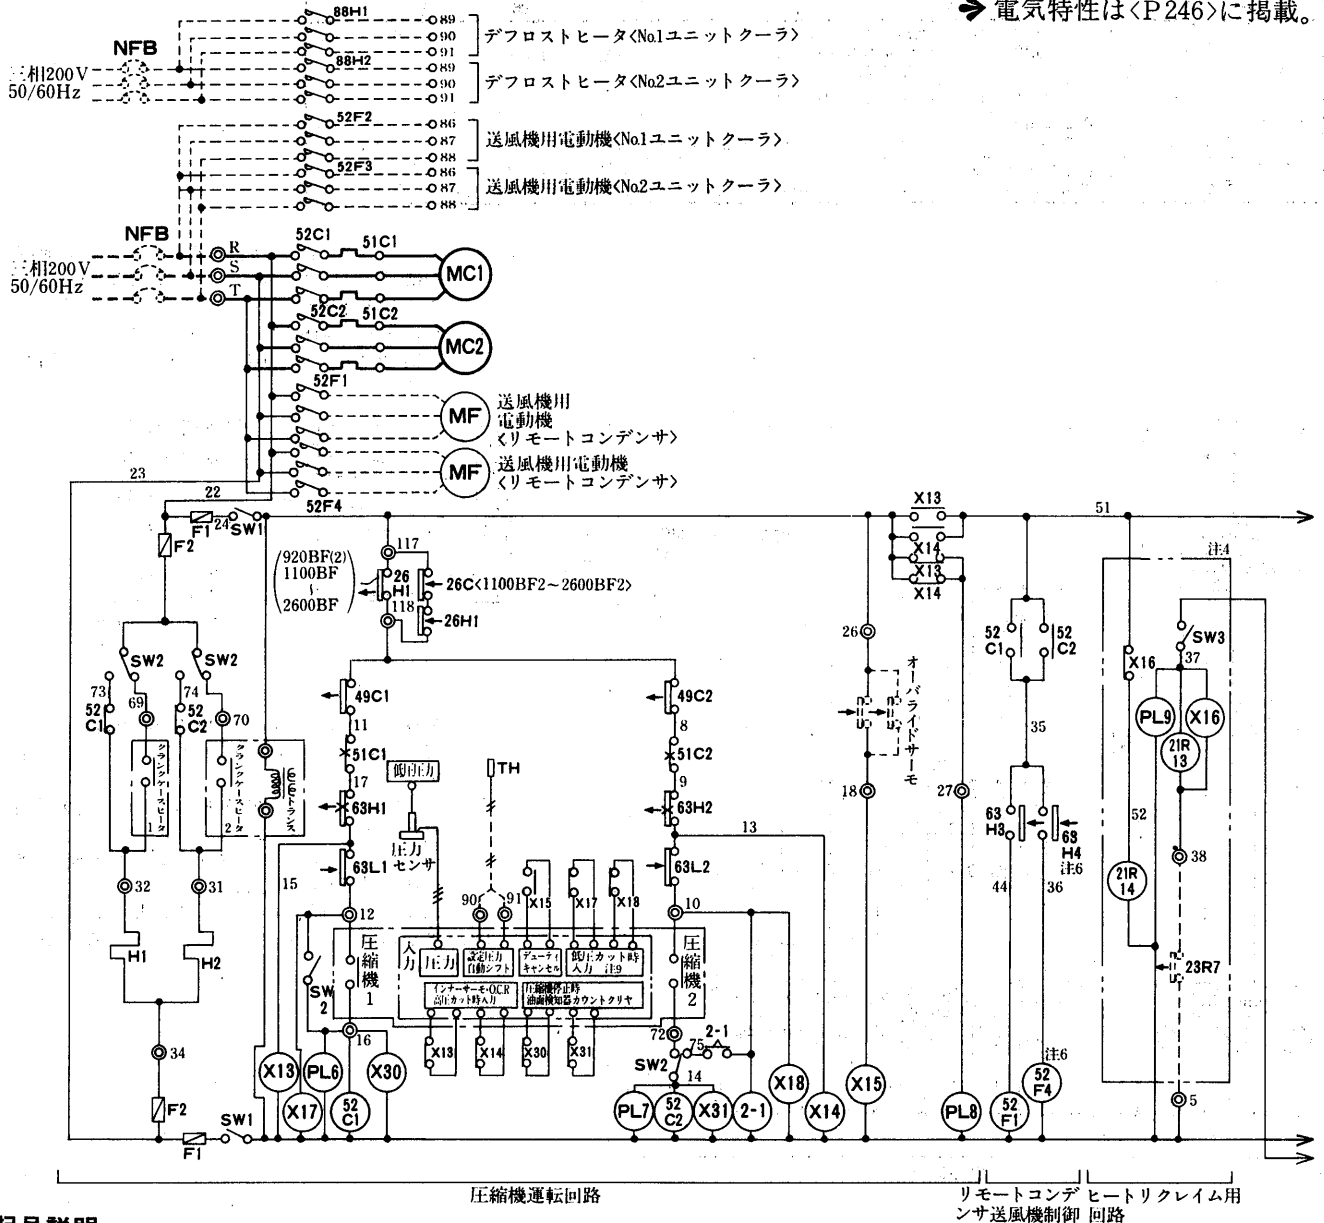 → 電気特性は<P246>に掲載。
88H1
89
90
91
デフロストヒータ<No.1ユニットクーラ>
NFB
三相200V
50/60Hz
88H2
89
90
91
デフロストヒータ<No.2ユニットクーラ>
52F2
86
87
88
送風機用電動機<No.1ユニットクーラ>
52F3
86
87
88
送風機用電動機<No.2ユニットクーラ>
NFB
三相200V
50/60Hz
R
S
T
52C1
51C1
MC1
52C2
51C2
MC2
52F1
MF
送風機用
電動機
<リモートコンデンサ>
MF
送風機用電動機
<リモートコンデンサ>
52F4
23
22
F1
24
SW1
F2
X13
X14
X13
X14
51
注4
920BF(2)
1100BF
~
2600BF
117
26
H1
118
26C<1100BF2~2600BF2>
26H1
SW2
SW2
73
52
C1
69
74
52
C2
70
クランクケースヒータ
1
クランクケースヒータ
2
トランス
49C1
11
51C1
17
63H1
63L1
12
低圧圧力
圧力
センサ
TH
49C2
8
51C2
9
63H2
13
63L2
10
26
オーバライドサーモ
18
27
52
C1
52
C2
35
63
H3
63
H4
注6
44
36
X16
SW3
37
PL9
X16
21R
13
52
38
21R
14
23R7
5
32
31
15
H1
H2
90
91
X15
X17
X18
SW
2
圧縮機1
入力
圧力
設定圧力
自動シフト
デューティ
キャンセル
低圧カット時
入力 注9
インナーサーモ・O.C.R
高圧カット時入力
圧縮機停止時
油面検知器カウントクリヤ
圧縮機2
X13
X14
X30
X31
16
72
SW2
75
2-1
14
34
F2
F1
SW1
X13
X17
PL6
52
C1
X30
PL7
52
C2
X31
2-1
X18
X14
X15
PL8
52
F1
注6
52
F4
圧縮機運転回路
リモートコンデ
ンサ送風機制御
ヒートリクレイム用
回路